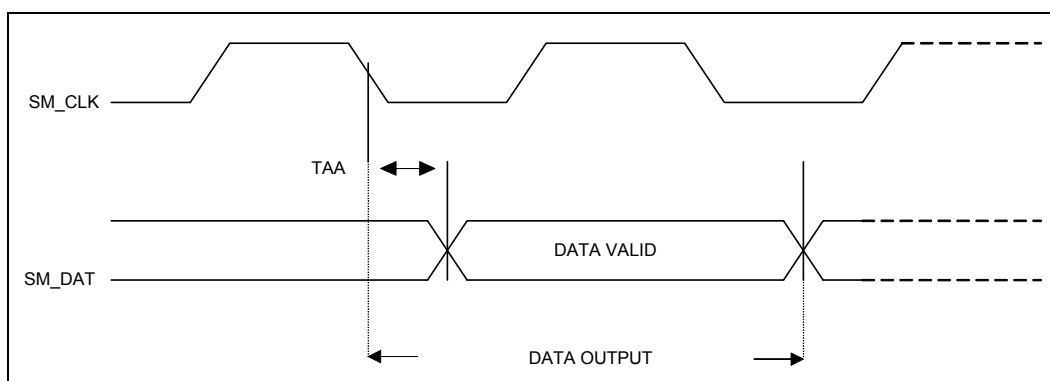 SM_CLK
TAA
DATA VALID
SM_DAT
DATA OUTPUT